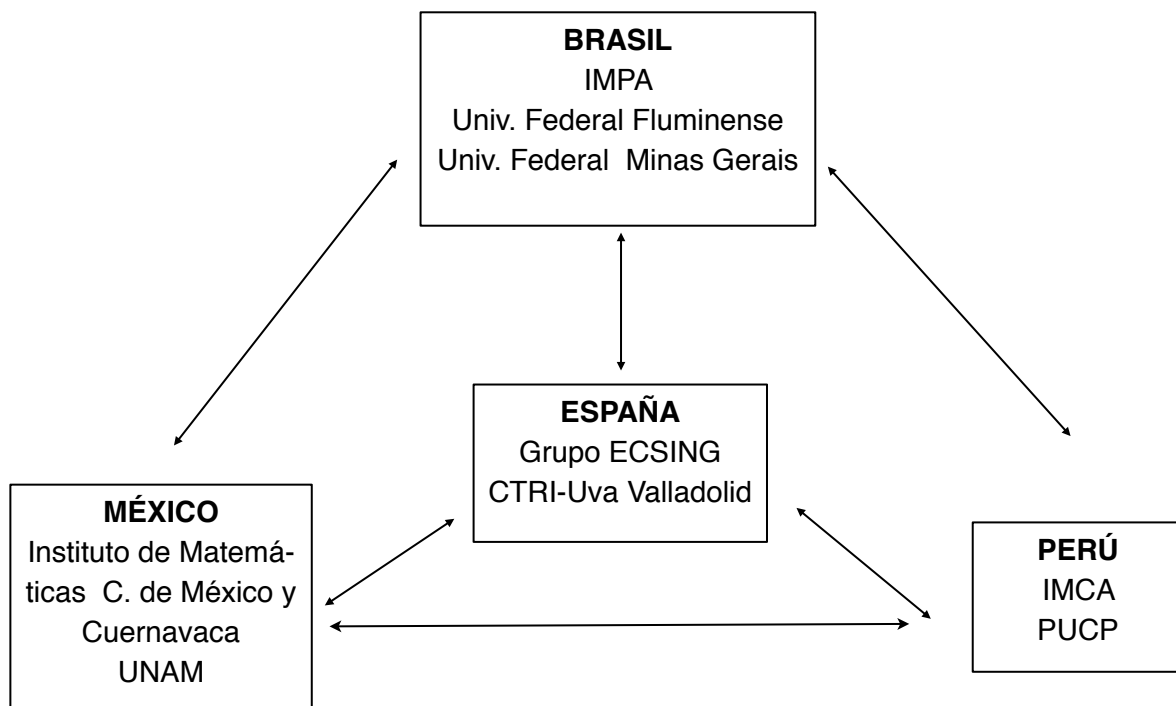 BRASIL
IMPA
Univ. Federal Fluminense
Univ. Federal  Minas Gerais
ESPAÑA
Grupo ECSING
CTRI-Uva Valladolid
MÉXICO
Instituto de Matemá-
ticas  C. de México y
Cuernavaca
UNAM
PERÚ
IMCA
PUCP